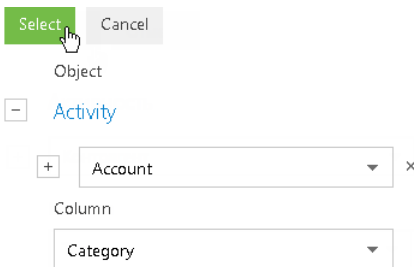 Select Cancel
Object
Activity
Account
Column
Category